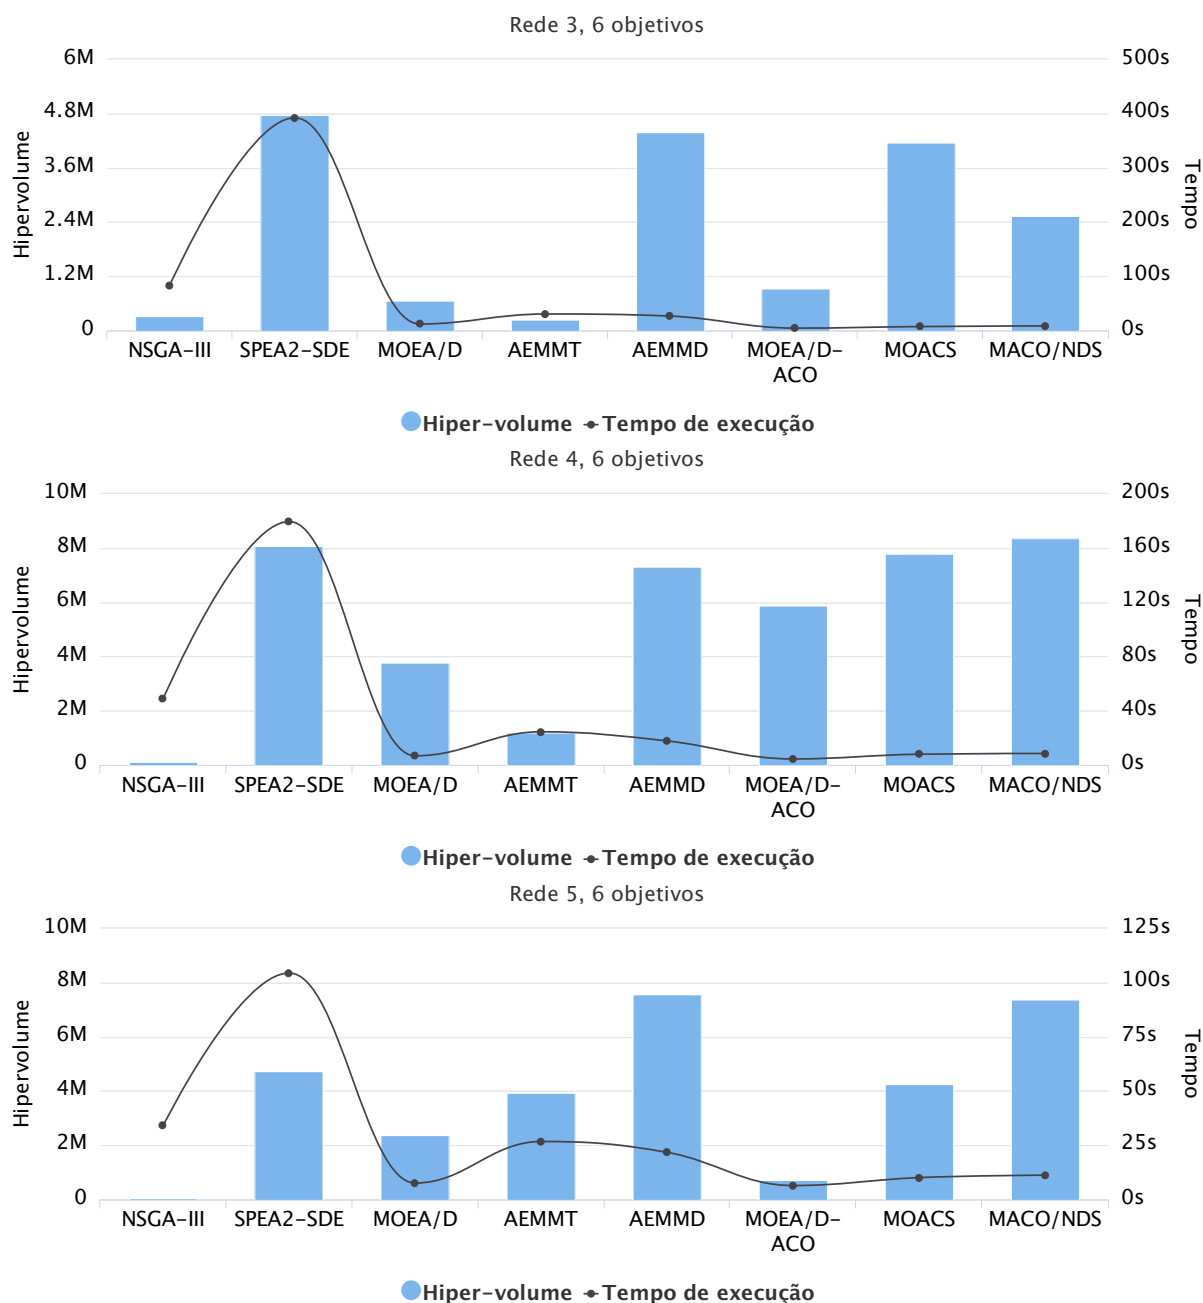 Rede 3, 6 objetivos
6M 500s
4.8M 400s
3.6M 300s
2.4M 200s
1.2M 100s
0 0s
Hipervolume
Tempo
NSGA-III SPEA2-SDE MOEA/D AEMMT AEMMD MOEA/D-ACO MOACS MACO/NDS
Hiper-volume Tempo de execução
Rede 4, 6 objetivos
10M 200s
8M 160s
6M 120s
4M 80s
2M 40s
0 0s
Hipervolume
Tempo
NSGA-III SPEA2-SDE MOEA/D AEMMT AEMMD MOEA/D-ACO MOACS MACO/NDS
Hiper-volume Tempo de execução
Rede 5, 6 objetivos
10M 125s
8M 100s
6M 75s
4M 50s
2M 25s
0 0s
Hipervolume
Tempo
NSGA-III SPEA2-SDE MOEA/D AEMMT AEMMD MOEA/D-ACO MOACS MACO/NDS
Hiper-volume Tempo de execução